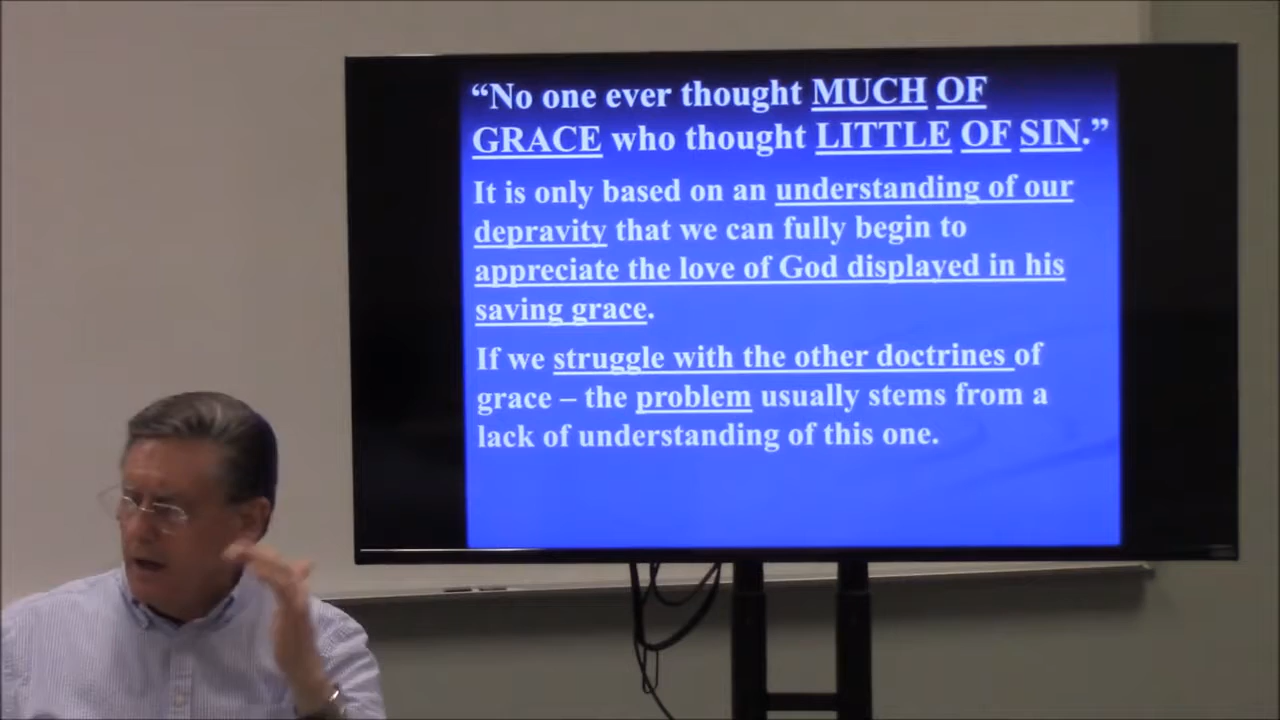 “No one ever thought MUCH OF
GRACE who thought LITTLE OF SIN.”
It is only based on an understanding of our
depravity that we can fully begin to
appreciate the love of God displayed in his
saving grace.
If we struggle with the other doctrines of
grace – the problem usually stems from a
lack of understanding of this one.